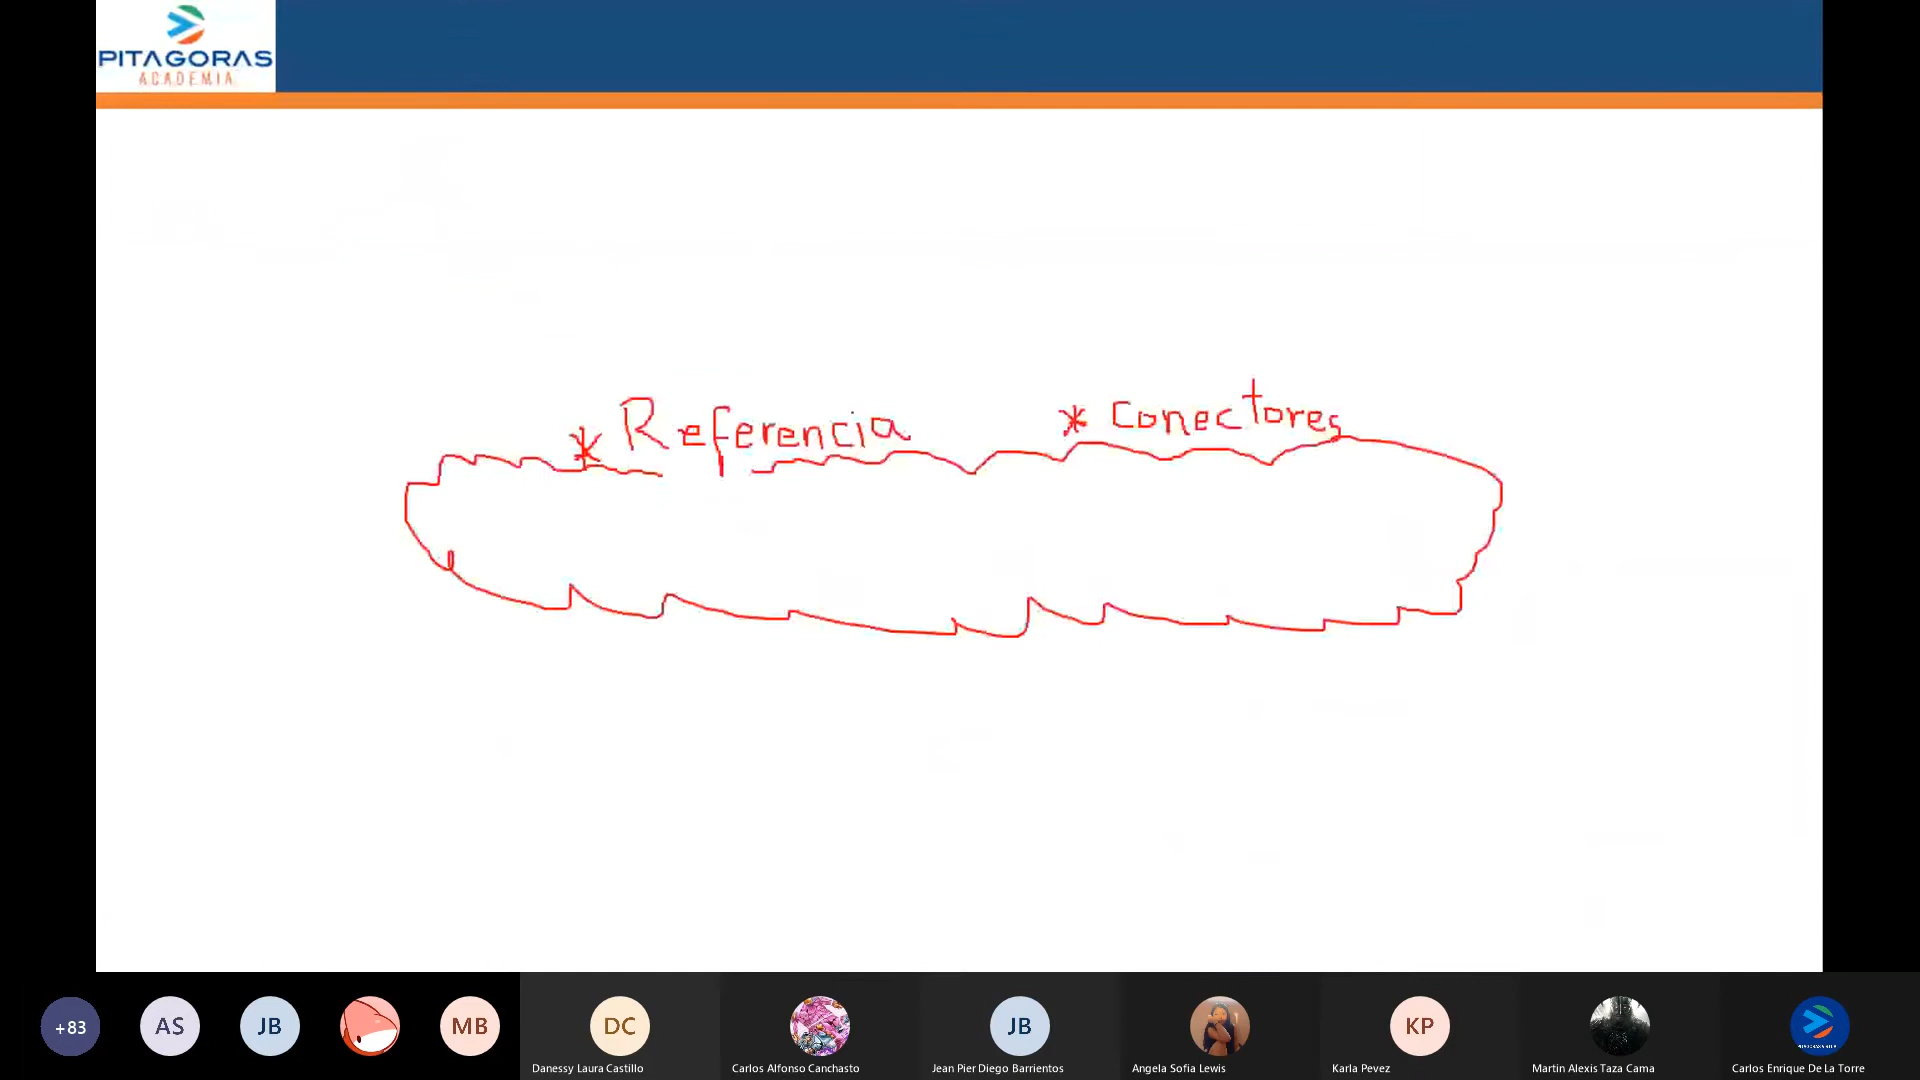 PITAGORAS
ACADEMIA
* Referencia
* Conectores
+83
AS
JB
MB
DC
JB
KP
Danessy Laura Castillo
Carlos Alfonso Canchasto
Jean Pier Diego Barrientos
Angela Sofia Lewis
Karla Pevez
Martin Alexis Taza Cama
Carlos Enrique De La Torre